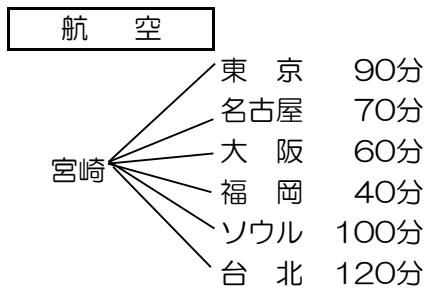 航　空
東　京　90分
名古屋　70分
大　阪　60分
宮崎
福　岡　40分
ソウル　100分
台　北　120分